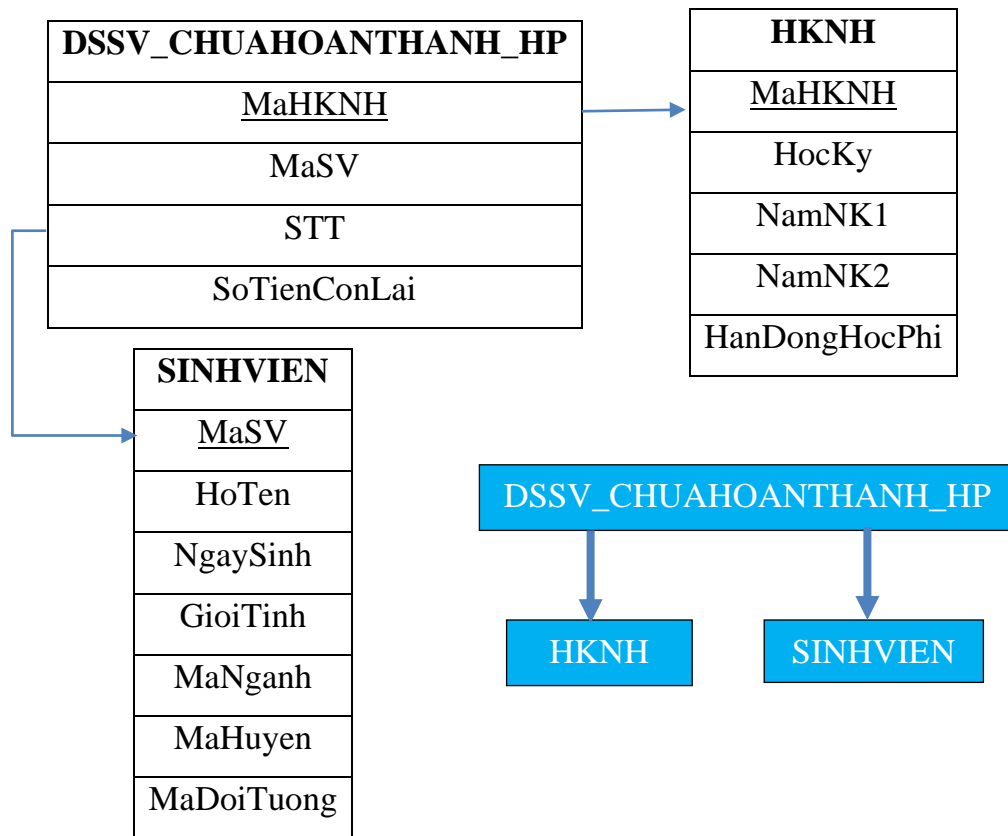 DSSV_CHUAHOANTHANH_HP
MaHKNH
MaSV
STT
SoTienConLai
HKNH
MaHKNH
HocKy
NamNK1
NamNK2
HanDongHocPhi
SINHVIEN
MaSV
HoTen
NgaySinh
GioiTinh
MaNganh
MaHuyen
MaDoiTuong
DSSV_CHUAHOANTHANH_HP
HKNH
SINHVIEN